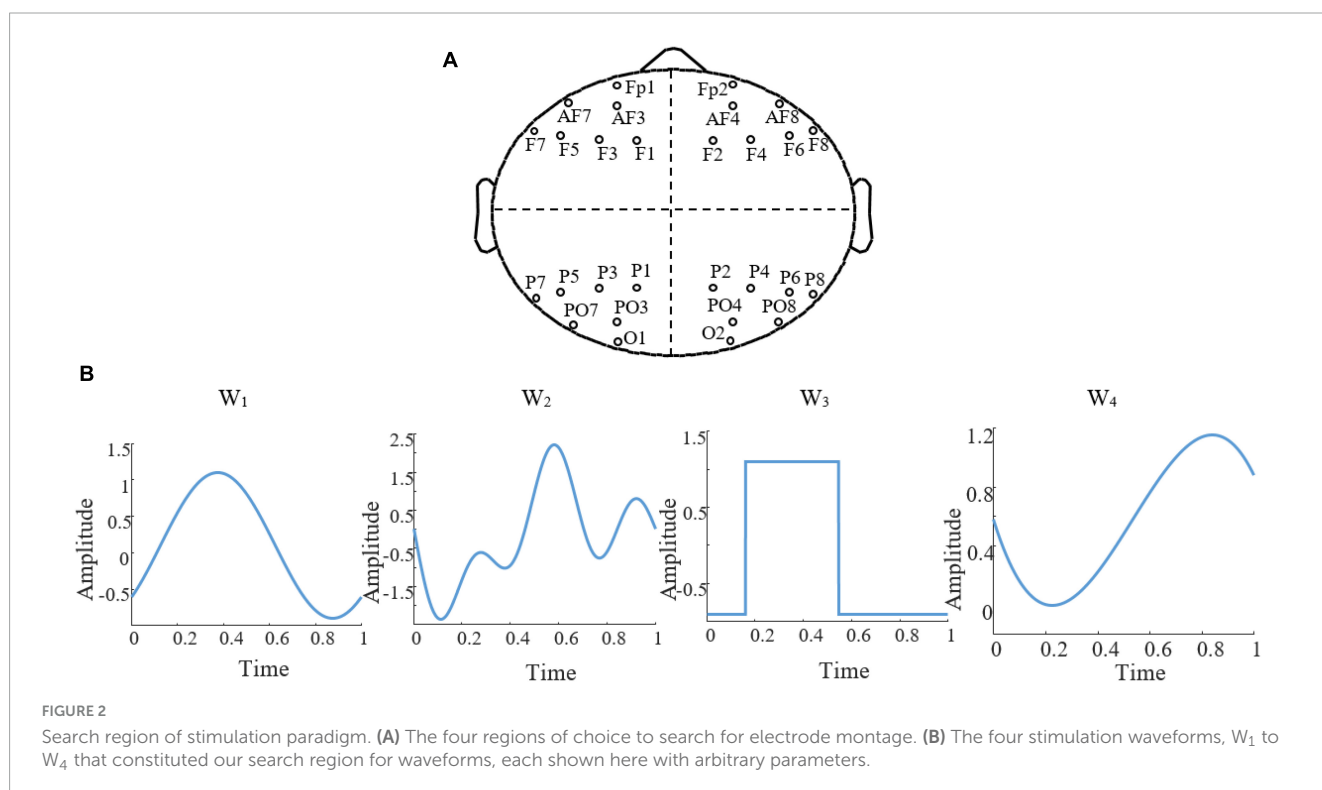 A
Fp1 Fp2
AF7 AF3 AF4 AF8
F7 F5 F3 F1 F2 F4 F6 F8
P7 P5 P3 P1 P2 P4 P6 P8
PO7 PO3 PO4 PO8
O1 O2
B
W1 W2 W3 W4
Amplitude
1.5
1
0.5
0
-0.5
0 0.2 0.4 0.6 0.8 1
Time
Amplitude
2.5
1.5
0.5
-0.5
-1.5
0 0.2 0.4 0.6 0.8 1
Time
Amplitude
1.5
0.5
-0.5
0 0.2 0.4 0.6 0.8 1
Time
Amplitude
1.2
0.8
0.4
0
0 0.2 0.4 0.6 0.8 1
Time
FIGURE 2
Search region of stimulation paradigm. (A) The four regions of choice to search for electrode montage. (B) The four stimulation waveforms, W1 to
W4 that constituted our search region for waveforms, each shown here with arbitrary parameters.